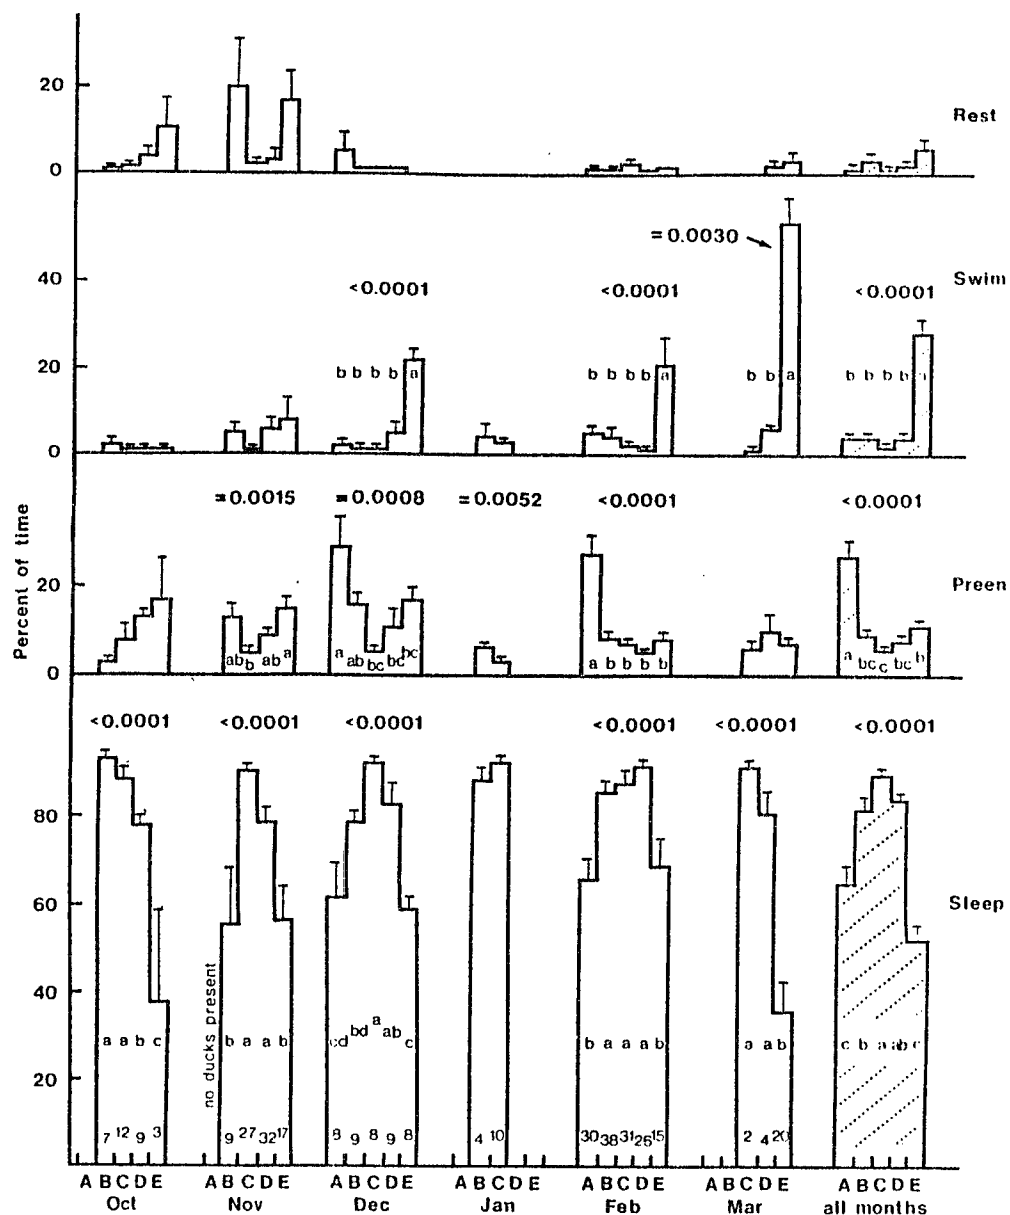 20
Rest
0
=0.0030
40
Swim
<0.0001 <0.0001 <0.0001
20
b b b b a b b b b a b b a b b b b
0
=0.0015 =0.0008 =0.0052 <0.0001 <0.0001
Percent of time
20
Preen
ab b ab a a ab bc bc bc a b b b b a bc c bc b
0
<0.0001 <0.0001 <0.0001 <0.0001 <0.0001 <0.0001
80
60
Sleep
40
no ducks present
a a b c b a a b cd bd a ab c b a a a b a a b c b a ab c
20
7 12 9 3 9 27 32 17 8 9 8 9 8 4 10 30 38 31 26 15 2 4 20
A B C D E A B C D E A B C D E A B C D E A B C D E A B C D E A B C D E
Oct Nov Dec Jan Feb Mar all months